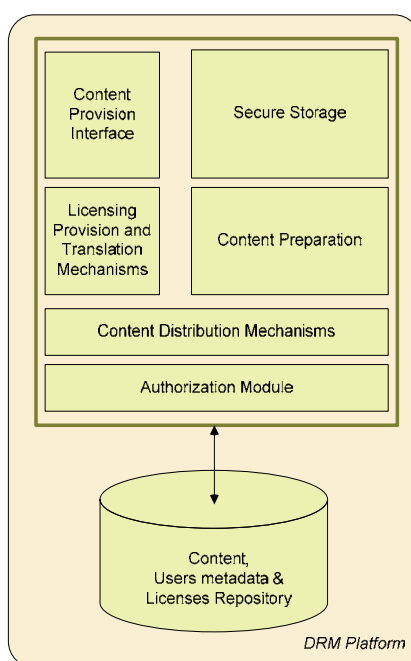 Content
Provision
Interface
Secure Storage
Licensing
Provision and
Translation
Mechanisms
Content Preparation
Content Distribution Mechanisms
Authorization Module
Content,
Users metadata &
Licenses Repository
DRM Platform